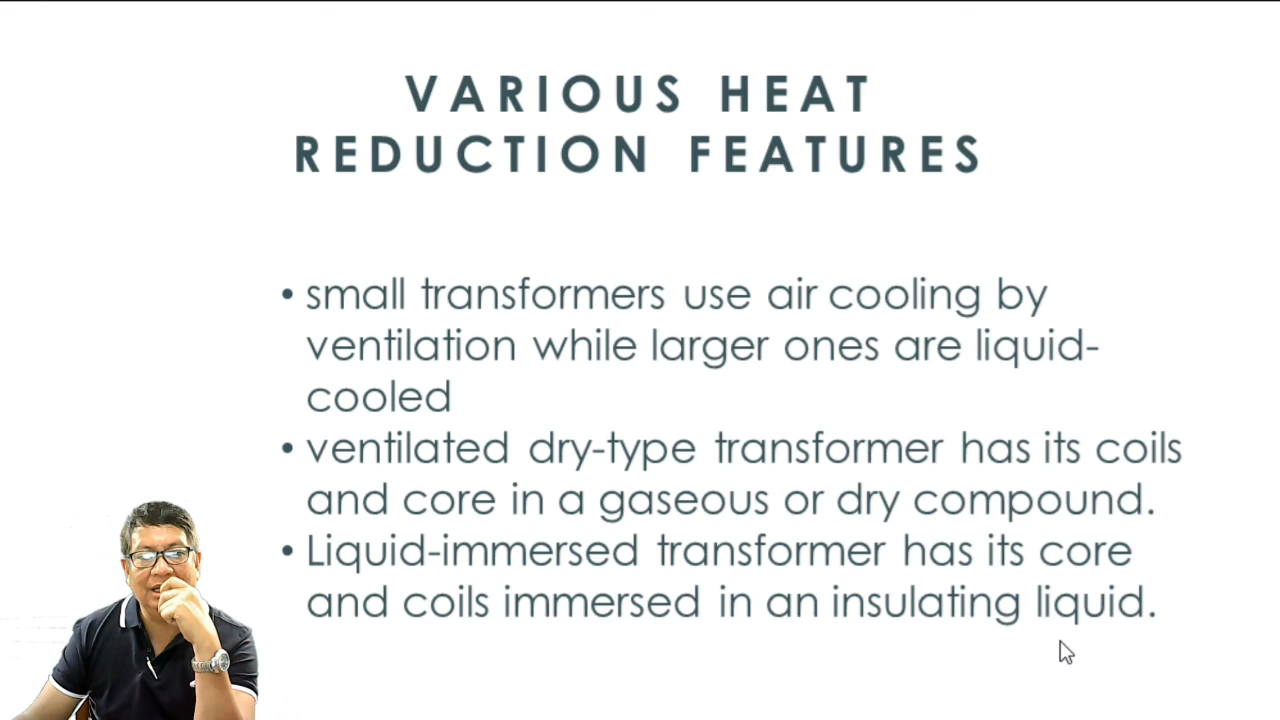 VARIOUS HEAT
REDUCTION FEATURES
• small transformers use air cooling by
ventilation while larger ones are liquid-
cooled
• ventilated dry-type transformer has its coils
and core in a gaseous or dry compound.
• Liquid-immersed transformer has its core
and coils immersed in an insulating liquid.